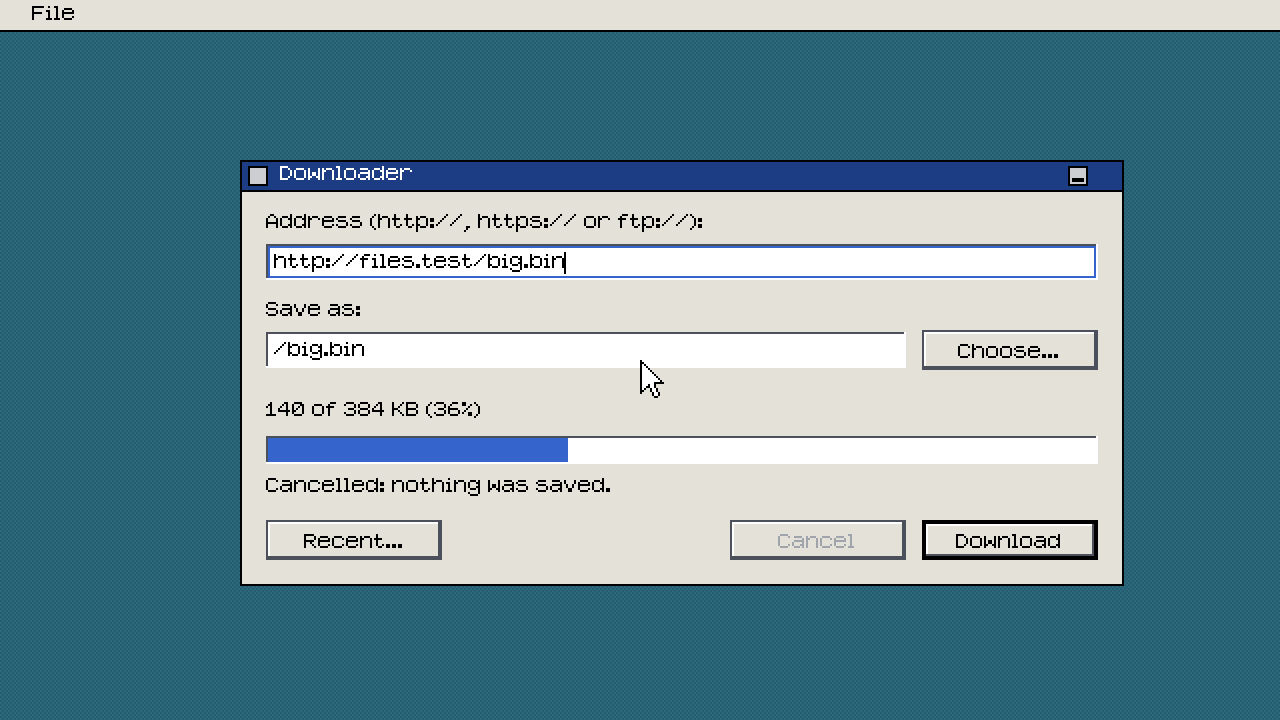 File
Downloader
Address (http://, https:// or ftp://):
http://files.test/big.bin
Save as:
/big.bin
Choose...
140 of 384 KB (36%)
Cancelled: nothing was saved.
Recent...
Cancel
Download